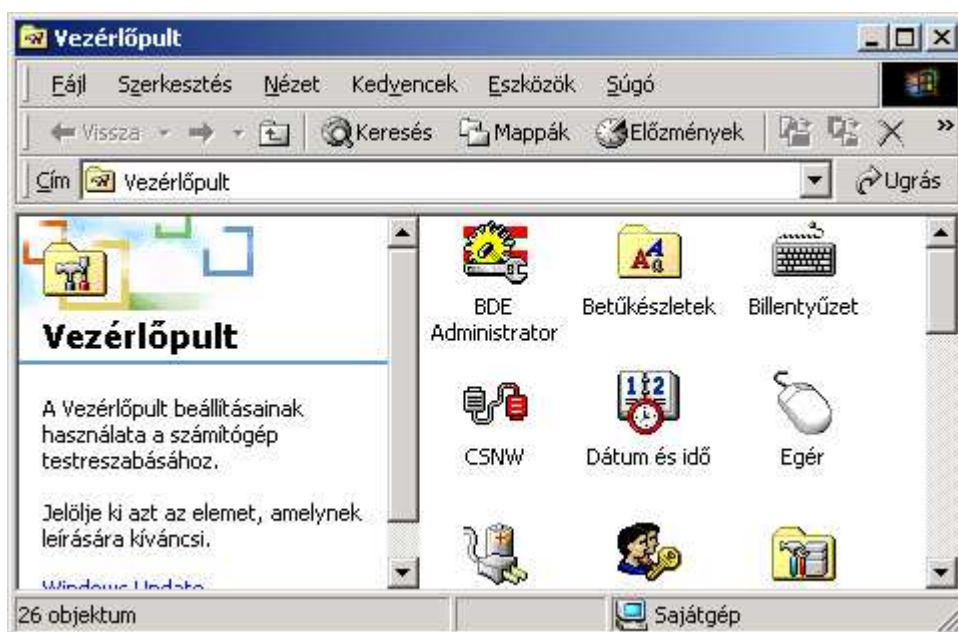 Vezérlőpult
Fájl Szerkesztés Nézet Kedvencek Eszközök Súgó
Vissza Keresés Mappák Előzmények »
Cím Vezérlőpult Ugrás
Vezérlőpult
A Vezérlőpult beállításainak
használata a számítógép
testreszabásához.
Jelölje ki azt az elemet, amelynek
leírására kíváncsi.
Windows Update
BDE
Administrator
Betűkészletek
Billentyűzet
CSNW
Dátum és idő
Egér
26 objektum
Sajátgép